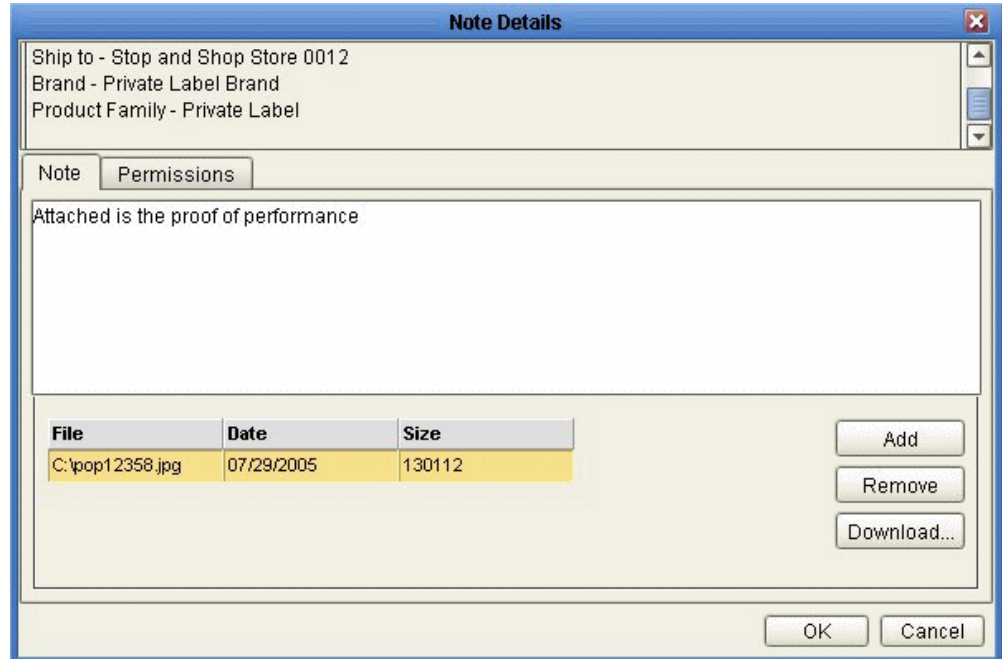 Note Details
Ship to - Stop and Shop Store 0012
Brand - Private Label Brand
Product Family - Private Label
Note Permissions
Attached is the proof of performance
File Date Size
C:\pop12358.jpg 07/29/2005 130112
Add
Remove
Download...
OK Cancel